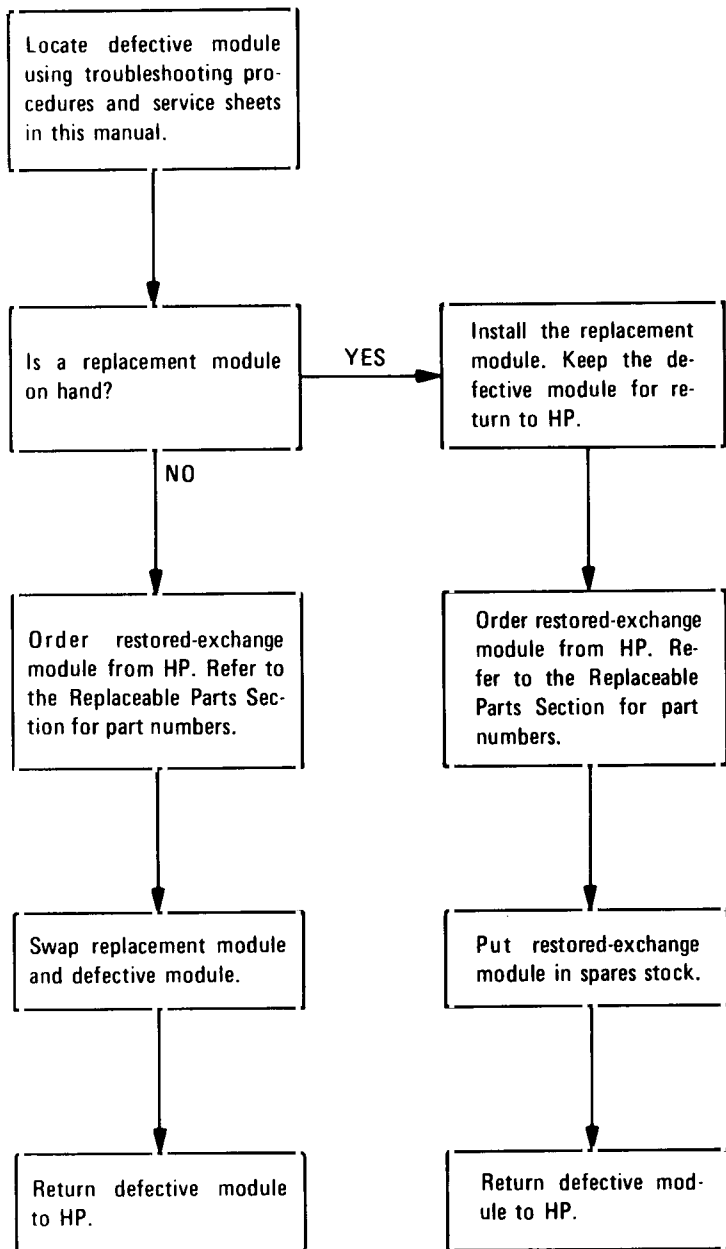 Locate defective module
using troubleshooting pro-
cedures and service sheets
in this manual.
Is a replacement module
on hand?
YES
Install the replacement
module. Keep the de-
fective module for re-
turn to HP.
NO
Order restored-exchange
module from HP. Refer to
the Replaceable Parts Sec-
tion for part numbers.
Order restored-exchange
module from HP. Re-
fer to the Replaceable
Parts Section for part
numbers.
Swap replacement module
and defective module.
Put restored-exchange
module in spares stock.
Return defective module
to HP.
Return defective mod-
ule to HP.